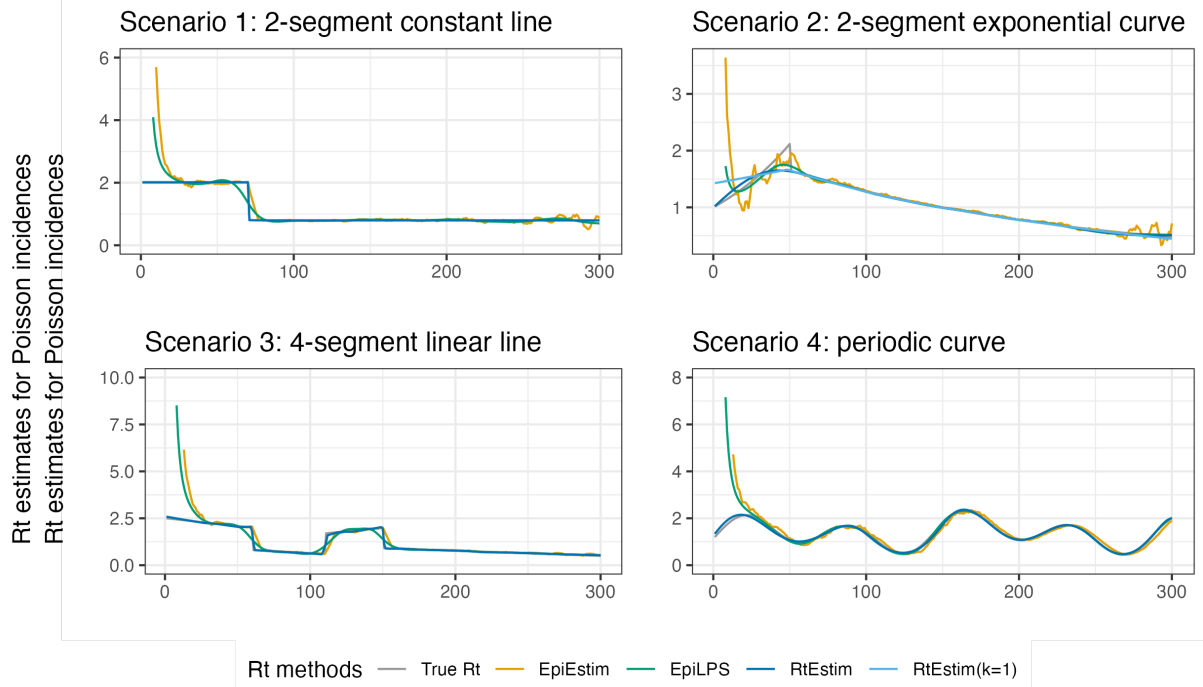 Scenario 1: 2-segment constant line
Scenario 2: 2-segment exponential curve
Rt estimates for Poisson incidences
Rt estimates for Poisson incidences
6
4
2
0
0 100 200 300
3
2
1
0 100 200 300
Scenario 3: 4-segment linear line
Scenario 4: periodic curve
10.0
7.5
5.0
2.5
0.0
0 100 200 300
8
6
4
2
0
0 100 200 300
Rt methods True Rt EpiEstim EpiLPS RtEstim RtEstim(k=1)